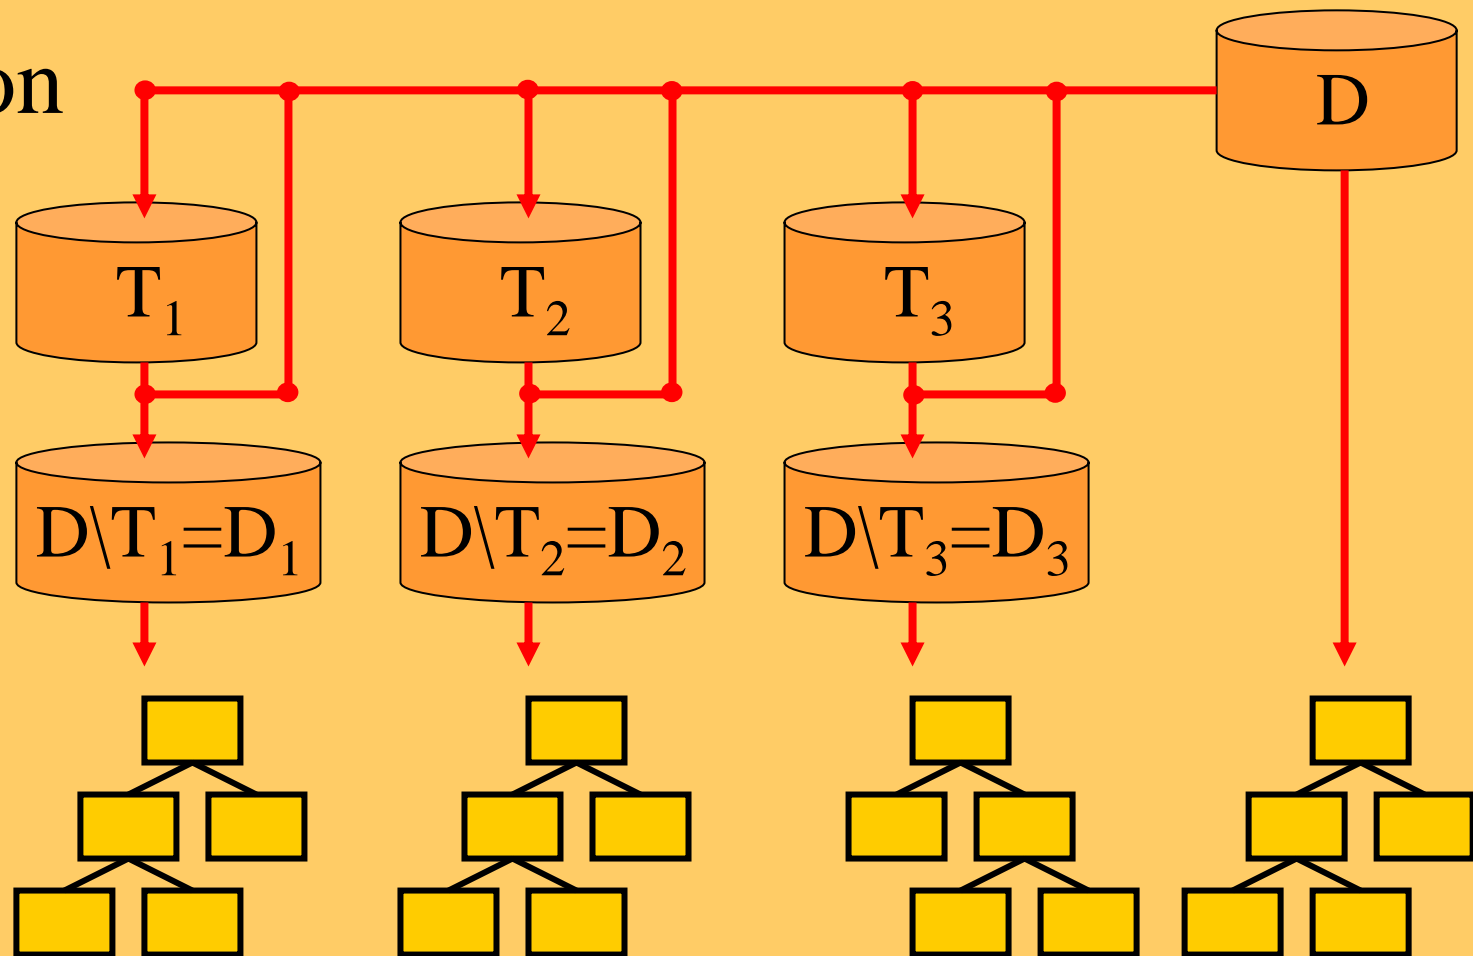 on
D
T₁ T₂ T₃
D\T₁=D₁ D\T₂=D₂ D\T₃=D₃